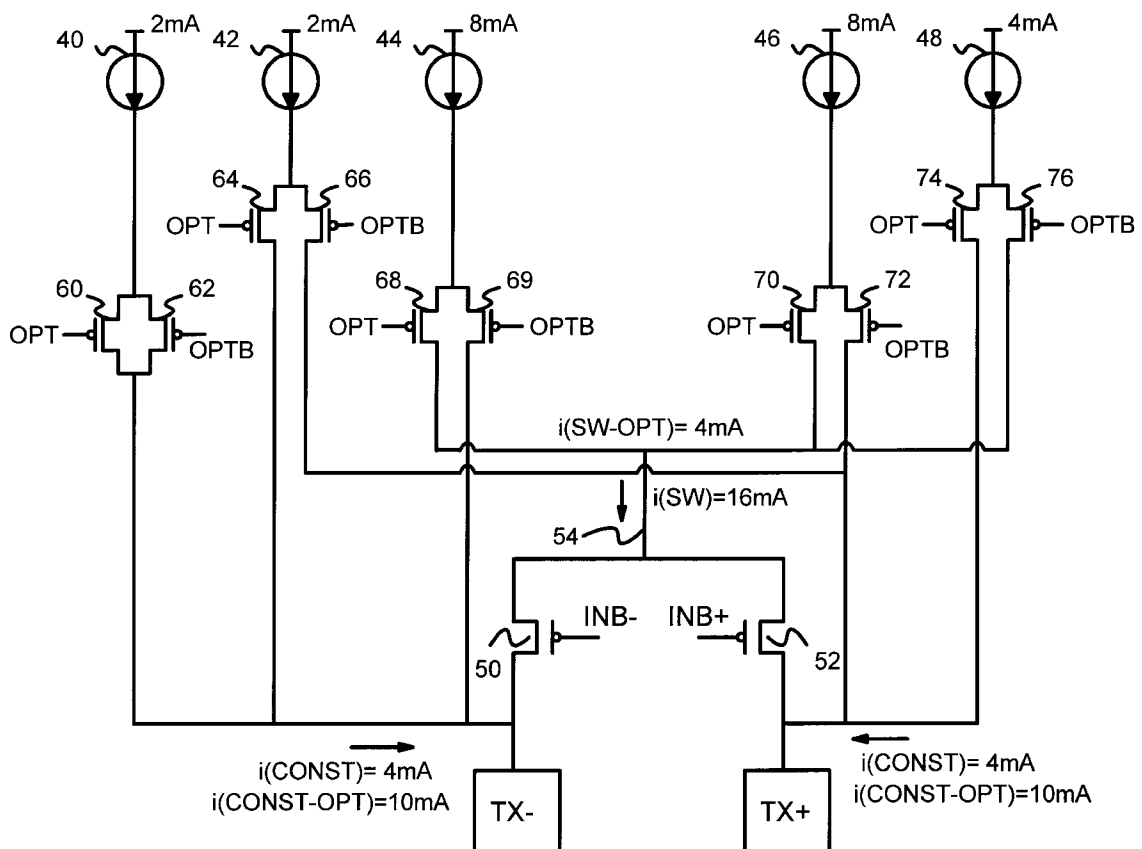 40 2mA 42 2mA 44 8mA 46 8mA 48 4mA
64 66 74 76
OPT OPTB OPT OPTB
60 62 68 69 70 72
OPT OPTB OPT OPTB OPT OPTB
i(SW-OPT)= 4mA
i(SW)=16mA
54
INB- INB+
50 52
i(CONST)= 4mA
i(CONST-OPT)=10mA
i(CONST)= 4mA
i(CONST-OPT)=10mA
TX- TX+